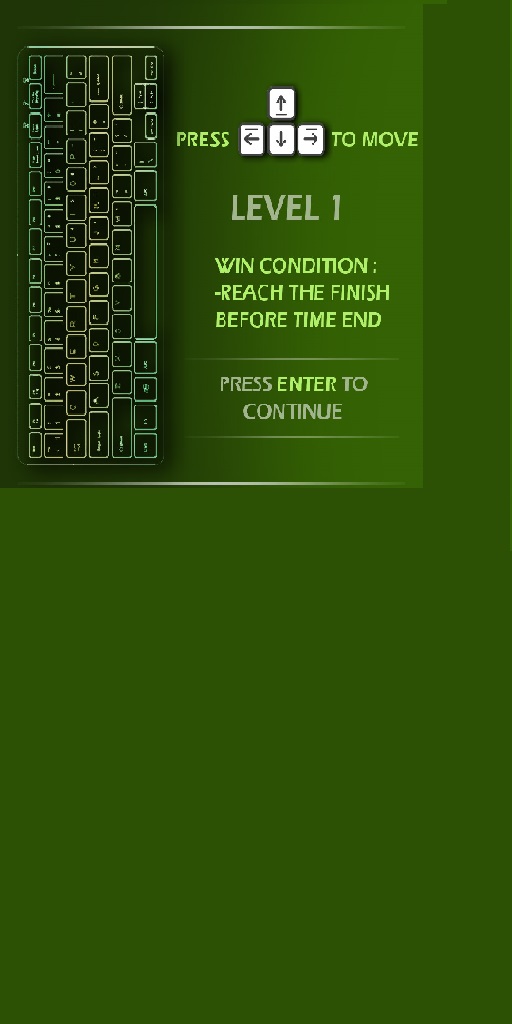 PRESS ↑ ← ↓ → TO MOVE
LEVEL 1
WIN CONDITION :
-REACH THE FINISH
BEFORE TIME END
PRESS ENTER TO
CONTINUE